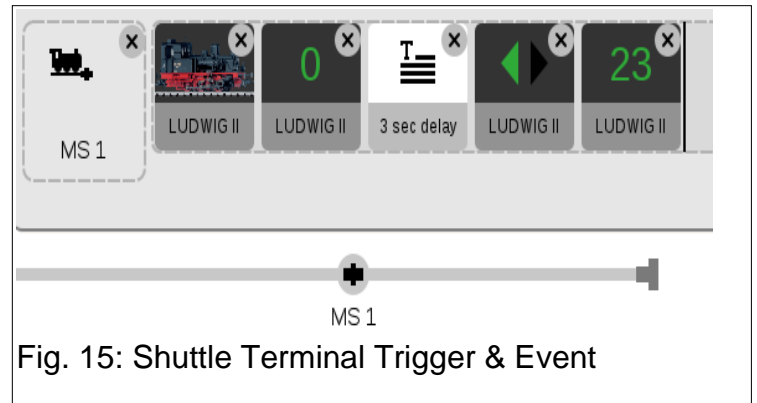 0
T
23
LUDWIG II
LUDWIG II
3 sec delay
LUDWIG II
LUDWIG II
MS 1
MS 1
Fig. 15: Shuttle Terminal Trigger & Event